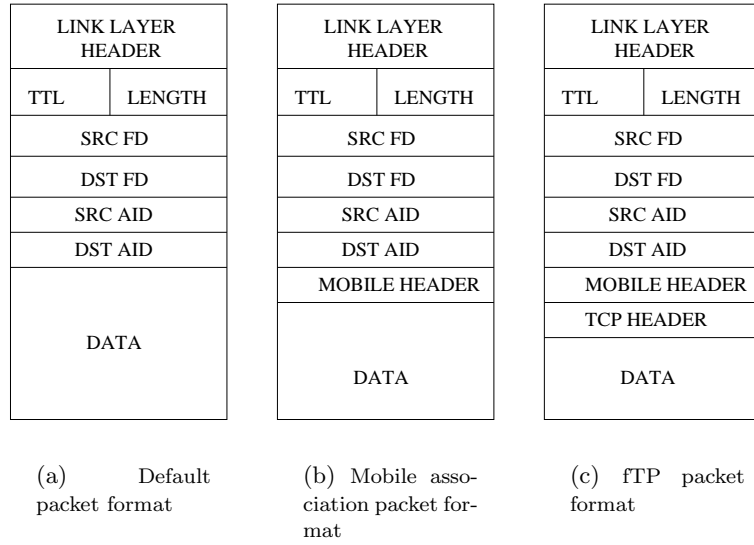 LINK LAYER
HEADER
TTL LENGTH
SRC FD
DST FD
SRC AID
DST AID
DATA
(a) Default
packet format
LINK LAYER
HEADER
TTL LENGTH
SRC FD
DST FD
SRC AID
DST AID
MOBILE HEADER
DATA
(b) Mobile asso-
ciation packet for-
mat
LINK LAYER
HEADER
TTL LENGTH
SRC FD
DST FD
SRC AID
DST AID
MOBILE HEADER
TCP HEADER
DATA
(c) fTP packet
format